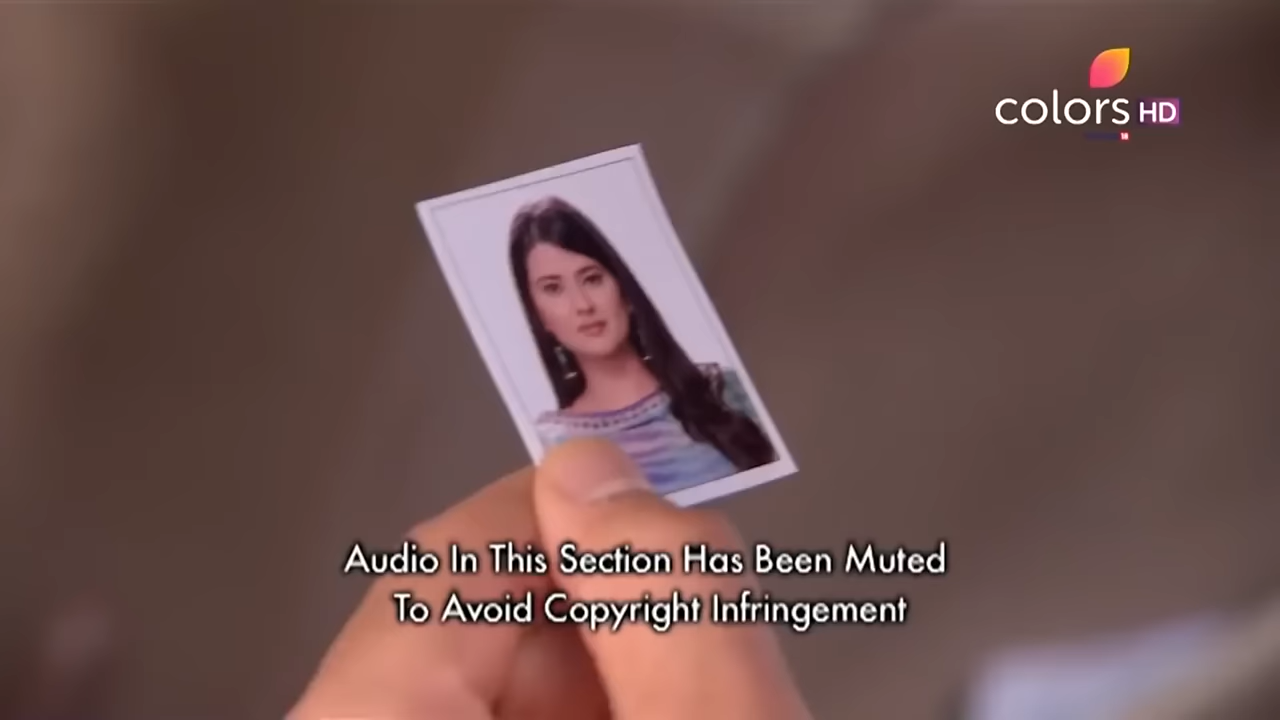 colors HD
Audio In This Section Has Been Muted
To Avoid Copyright Infringement